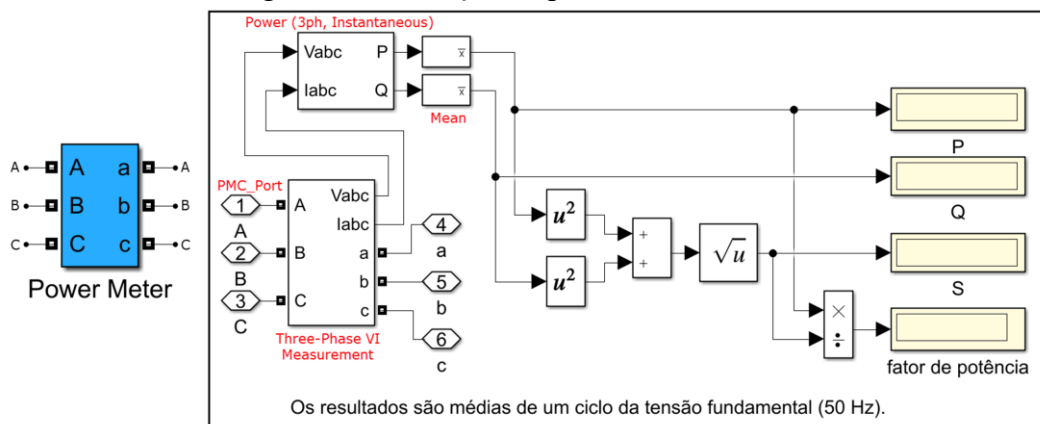 A A a A
B B b B
C C c C
Power Meter
Power (3ph, Instantaneous)
Vabc P
Iabc Q
x
x
Mean
PMC_Port
1
A
2
B
3
C
A
B
C
Vabc
Iabc
a
b
c
Three-Phase VI
Measurement
4
a
5
b
6
c
u²
u²
+
+
√u
×
÷
P
Q
S
fator de potência
Os resultados são médias de um ciclo da tensão fundamental (50 Hz).